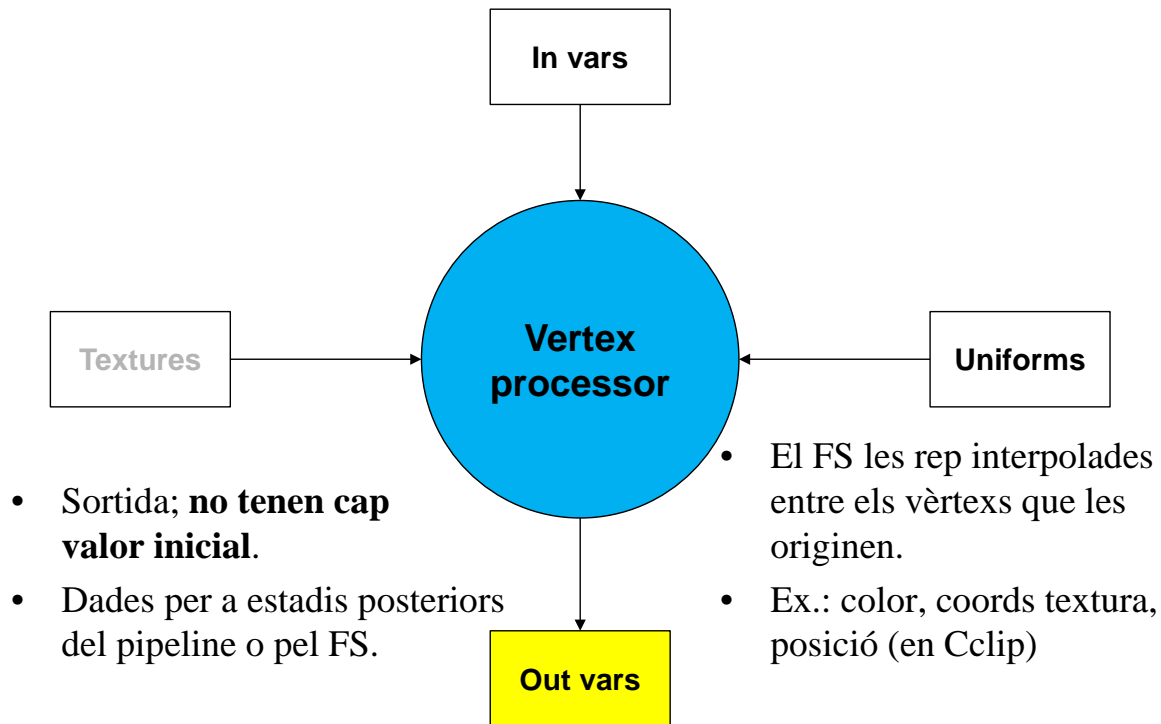 In vars
Textures
Vertex
processor
Uniforms
• Sortida; no tenen cap
valor inicial.
• Dades per a estadis posteriors
del pipeline o pel FS.
• El FS les rep interpolades
entre els vèrtexs que les
originen.
• Ex.: color, coords textura,
posició (en Cclip)
Out vars